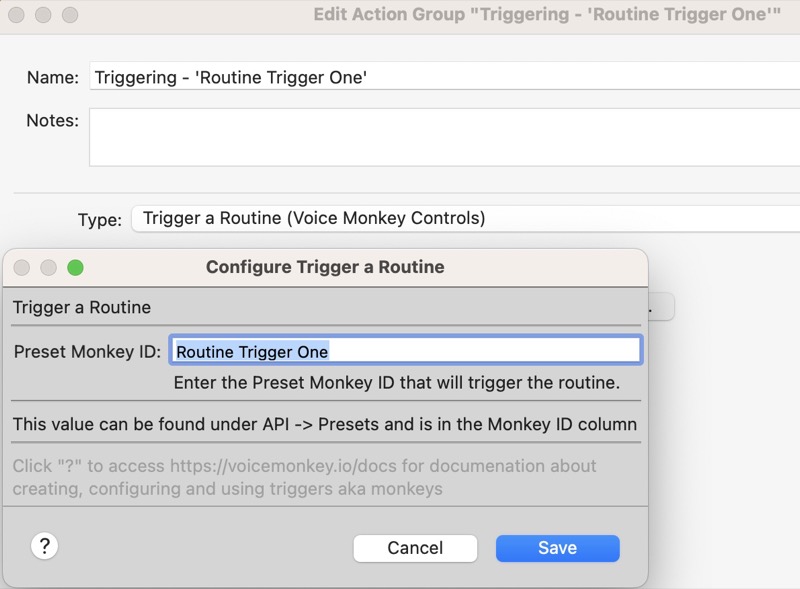 Edit Action Group "Triggering - 'Routine Trigger One'"
Name: Triggering - 'Routine Trigger One'
Notes:
Type: Trigger a Routine (Voice Monkey Controls)
Configure Trigger a Routine
Trigger a Routine
.
Preset Monkey ID: Routine Trigger One
Enter the Preset Monkey ID that will trigger the routine.
This value can be found under API -> Presets and is in the Monkey ID column
Click "?" to access https://voicemonkey.io/docs for documenation about
creating, configuring and using triggers aka monkeys
? Cancel Save